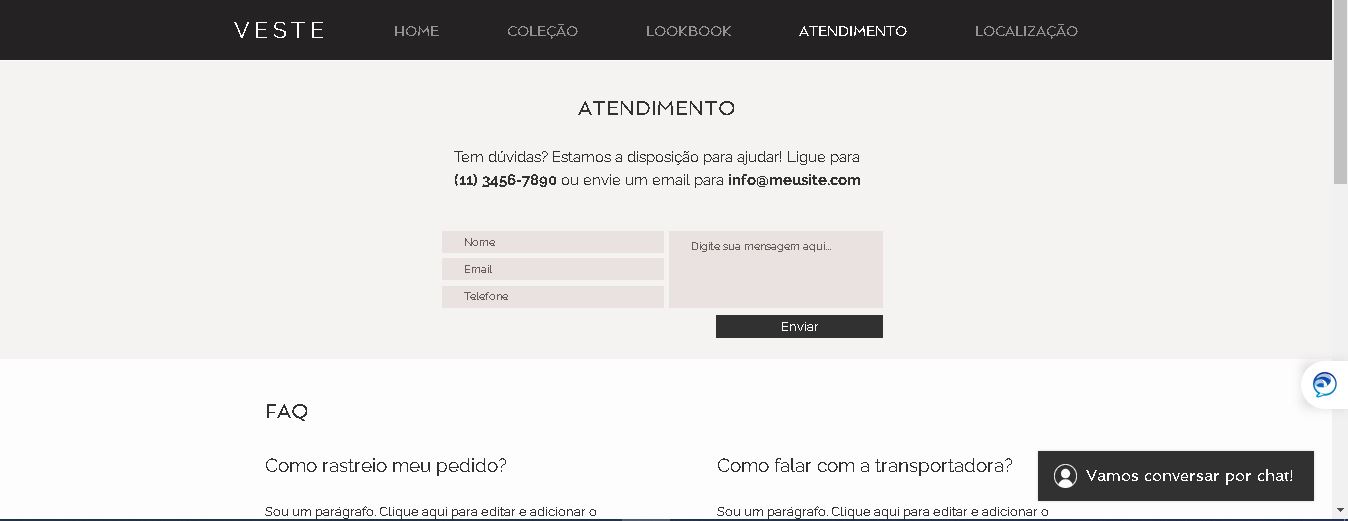 VESTE HOME COLEÇÃO LOOKBOOK ATENDIMENTO LOCALIZAÇÃO
ATENDIMENTO
Tem dúvidas? Estamos a disposição para ajudar! Ligue para
(11) 3456-7890 ou envie um email para info@meusite.com
Nome
Email
Telefone
Digite sua mensagem aqui...
Enviar
FAQ
Como rastreio meu pedido?
Sou um parágrafo. Clique aqui para editar e adicionar o
Como falar com a transportadora?
Sou um parágrafo. Clique aqui para editar e adicionar o
Vamos conversar por chat!